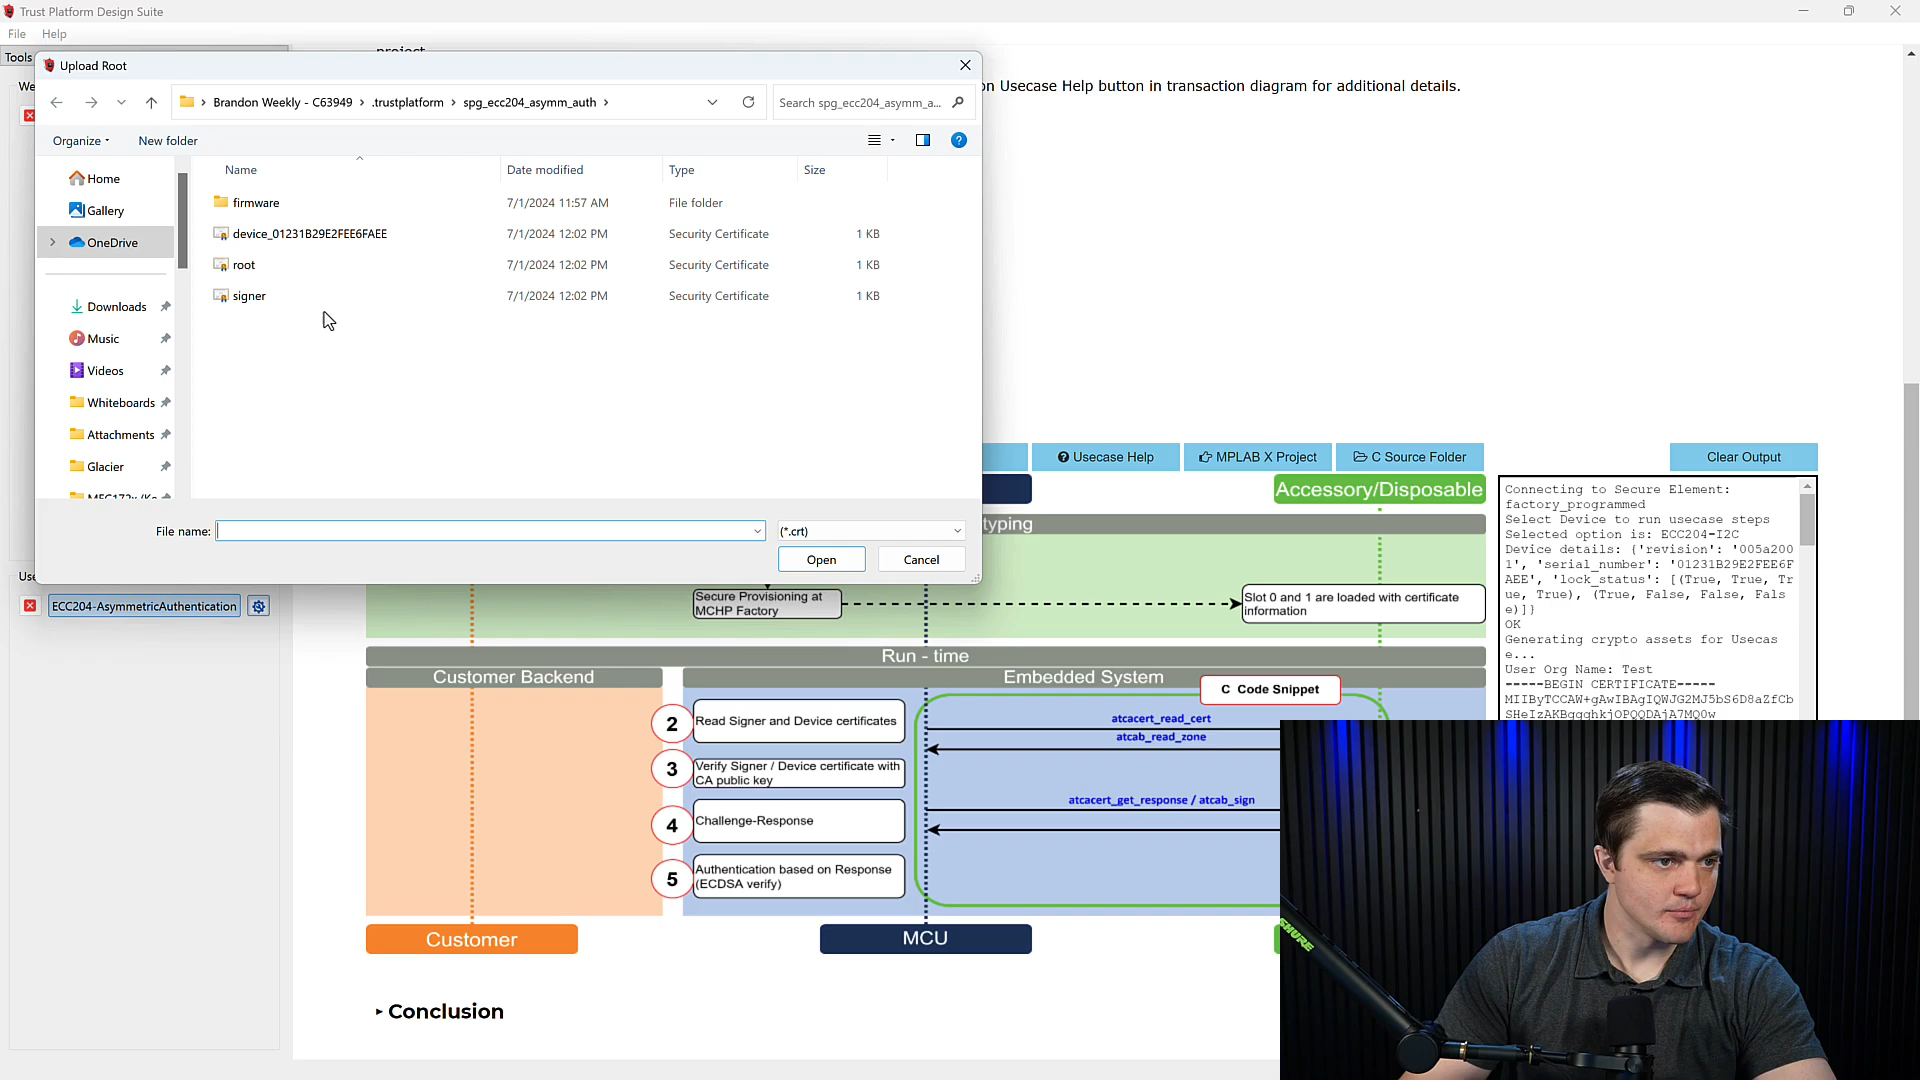 Trust Platform Design Suite
File Help
Tools
project
Upload Root
Brandon Weekly - C63949 > .trustplatform > spg_ecc204_asymm_auth >
Search spg_ecc204_asymm_a...
on Usecase Help button in transaction diagram for additional details.
We
Organize
New folder
Name
Date modified
Type
Size
Home
Gallery
OneDrive
Downloads
Music
Videos
Whiteboards
Attachments
Glacier
firmware 7/1/2024 11:57 AM File folder
device_01231B29E2FEE6FAEE 7/1/2024 12:02 PM Security Certificate 1 KB
root 7/1/2024 12:02 PM Security Certificate 1 KB
signer 7/1/2024 12:02 PM Security Certificate 1 KB
File name:
(*.crt)
Open
Cancel
Use
ECC204-AsymmetricAuthentication
Usecase Help
MPLAB X Project
C Source Folder
Clear Output
Accessory/Disposable
typing
Secure Provisioning at
MCHP Factory
Slot 0 and 1 are loaded with certificate
information
Run - time
Customer Backend
Embedded System
C Code Snippet
2
Read Signer and Device certificates
atcacert_read_cert
atcab_read_zone
3
Verify Signer / Device certificate with
CA public key
4
Challenge-Response
atcacert_get_response / atcab_sign
5
Authentication based on Response
(ECDSA verify)
Customer
MCU
Conclusion
Connecting to Secure Element:
factory_programmed
Select Device to run usecase steps
Selected option is: ECC204-I2C
Device details: {'revision': '005a200
1', 'serial_number': '01231B29E2FEE6F
AEE', 'lock_status': [(True, True, Tr
ue, True), (True, False, False, Fals
e)]}
OK
Generating crypto assets for Usecas
e...
User Org Name: Test
-----BEGIN CERTIFICATE-----
SHURE